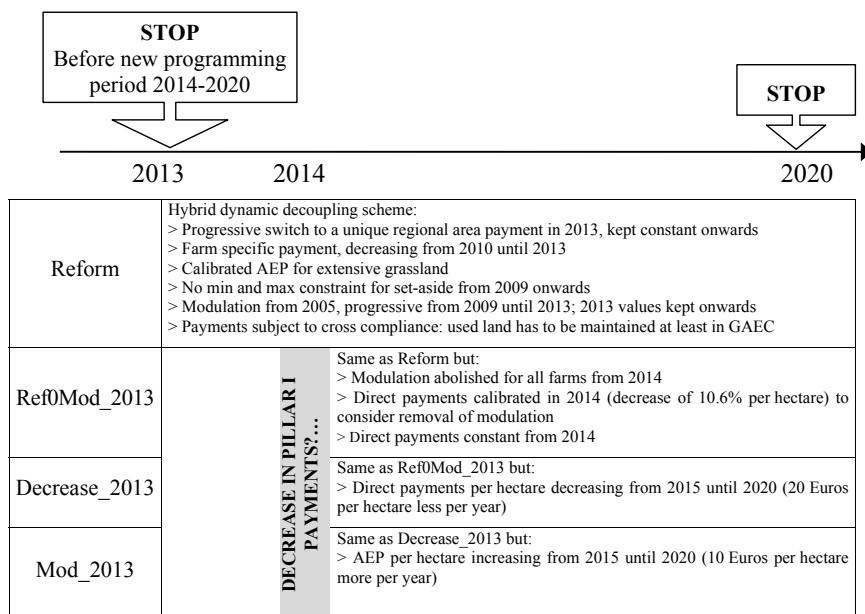 STOP
Before new programming
period 2014-2020
STOP
2013
2014
2020
Reform
Hybrid dynamic decoupling scheme:
> Progressive switch to a unique regional area payment in 2013, kept constant onwards
> Farm specific payment, decreasing from 2010 until 2013
> Calibrated AEP for extensive grassland
> No min and max constraint for set-aside from 2009 onwards
> Modulation from 2005, progressive from 2009 until 2013; 2013 values kept onwards
> Payments subject to cross compliance: used land has to be maintained at least in GAEC
DECREASE IN PILLAR I
PAYMENTS?…
Ref0Mod_2013
Same as Reform but:
> Modulation abolished for all farms from 2014
> Direct payments calibrated in 2014 (decrease of 10.6% per hectare) to
consider removal of modulation
> Direct payments constant from 2014
Decrease_2013
Same as Ref0Mod_2013 but:
> Direct payments per hectare decreasing from 2015 until 2020 (20 Euros
per hectare less per year)
Mod_2013
Same as Decrease_2013 but:
> AEP per hectare increasing from 2015 until 2020 (10 Euros per hectare
more per year)